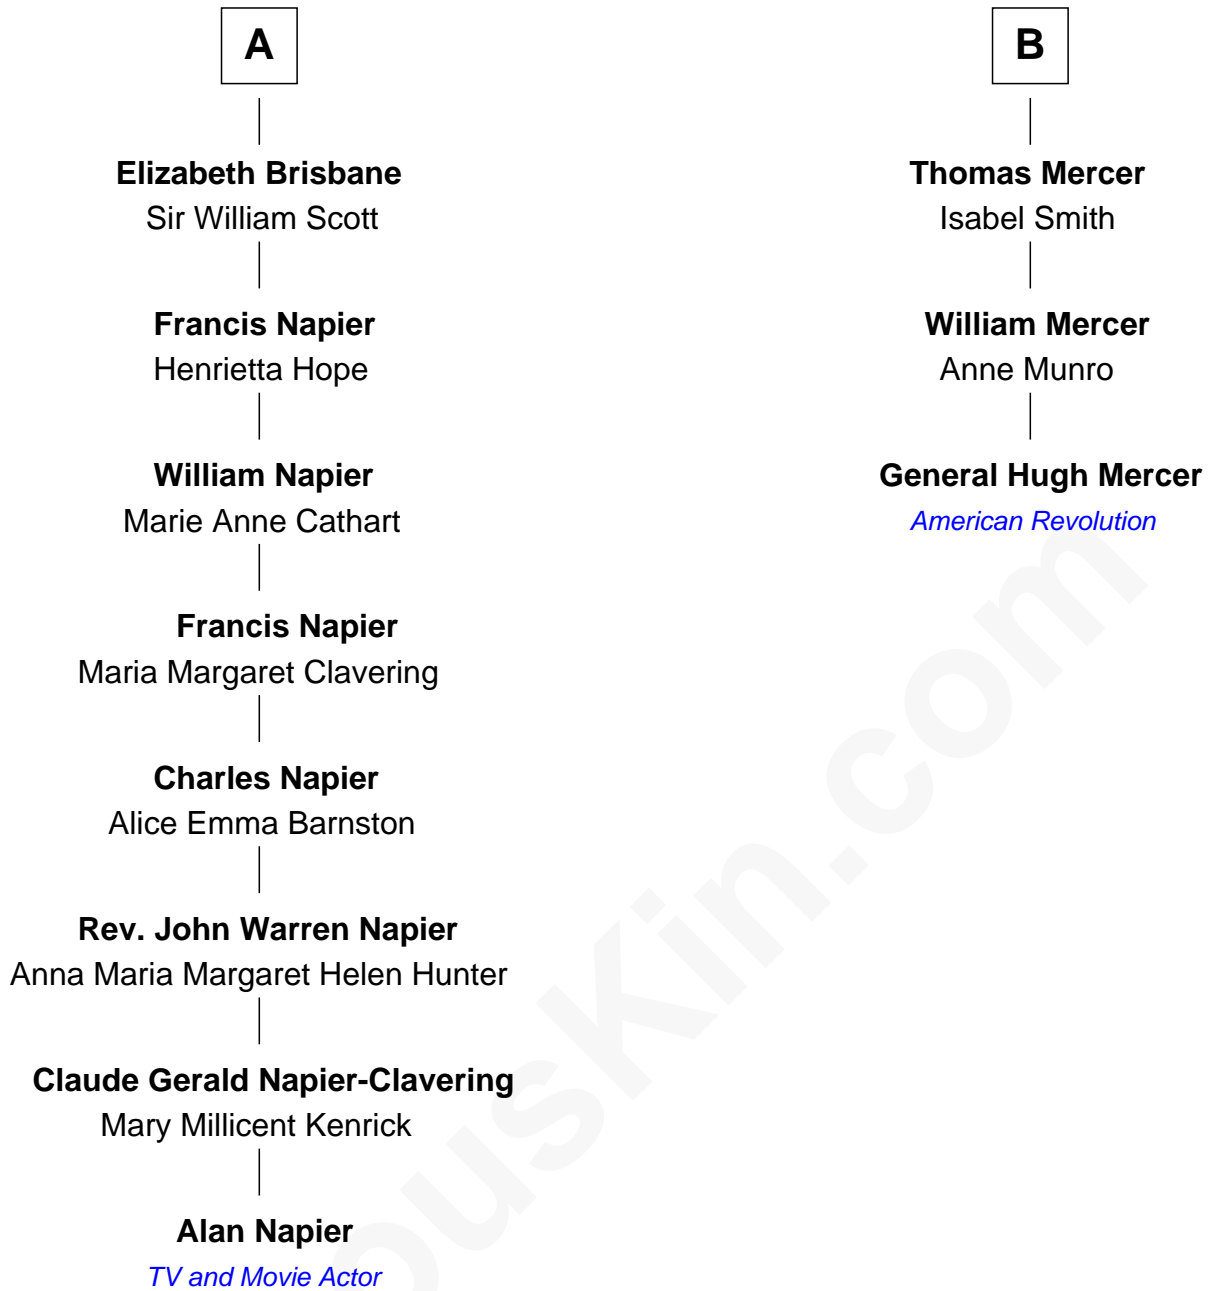 A
Elizabeth Brisbane
Sir William Scott
Francis Napier
Henrietta Hope
William Napier
Marie Anne Cathart
Francis Napier
Maria Margaret Clavering
Charles Napier
Alice Emma Barnston
Rev. John Warren Napier
Anna Maria Margaret Helen Hunter
Claude Gerald Napier-Clavering
Mary Millicent Kenrick
Alan Napier
TV and Movie Actor
B
Thomas Mercer
Isabel Smith
William Mercer
Anne Munro
General Hugh Mercer
American Revolution
ousKin.com